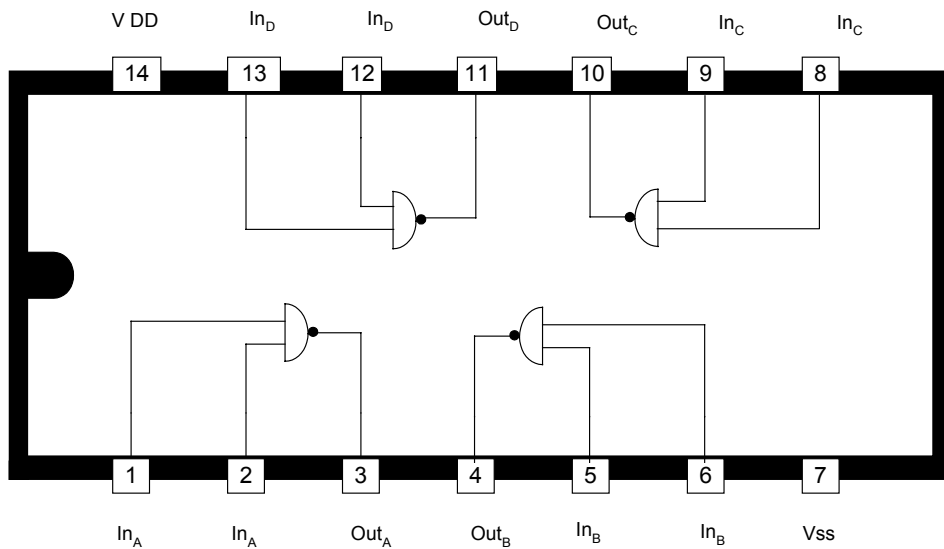 V DD In_D In_D Out_D Out_C In_C In_C
14 13 12 11 10 9 8
1 2 3 4 5 6 7
In_A In_A Out_A Out_B In_B In_B Vss